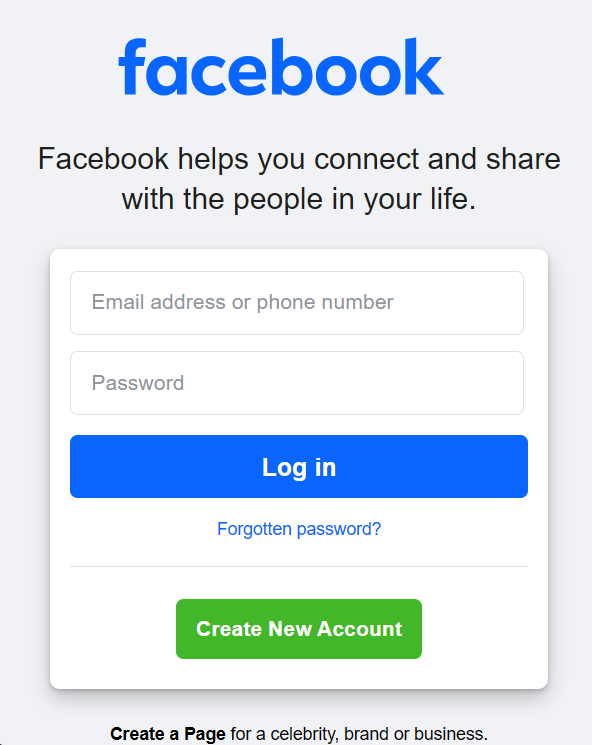 facebook
Facebook helps you connect and share
with the people in your life.
Email address or phone number
Password
Log in
Forgotten password?
Create New Account
Create a Page for a celebrity, brand or business.